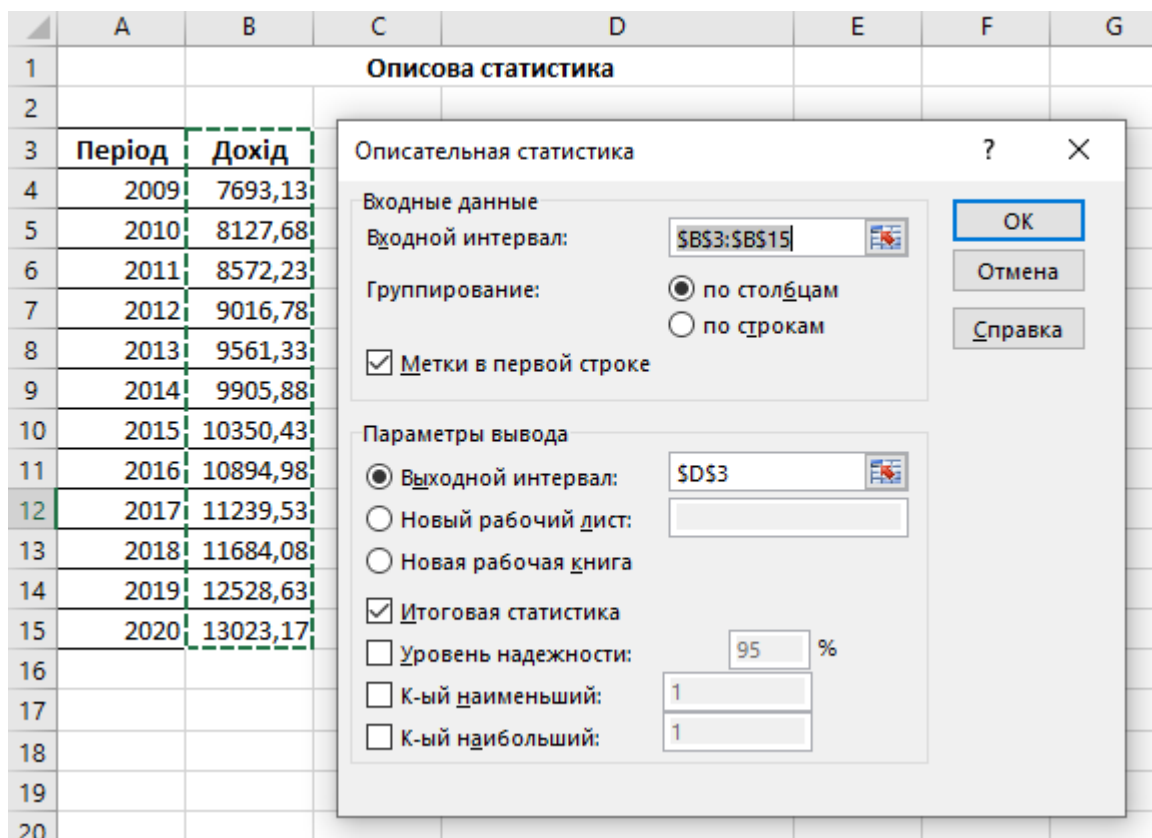 A B C D E F G
1 Описова статистика
2
3 Період Дохід
4 2009 7693,13
5 2010 8127,68
6 2011 8572,23
7 2012 9016,78
8 2013 9561,33
9 2014 9905,88
10 2015 10350,43
11 2016 10894,98
12 2017 11239,53
13 2018 11684,08
14 2019 12528,63
15 2020 13023,17
16
17
18
19
20
Описательная статистика ? ×
Входные данные
Входной интервал: $B$3:$B$15
Группирование: по столбцам
по строкам
Метки в первой строке
Параметры вывода
Выходной интервал: $D$3
Новый рабочий лист:
Новая рабочая книга
Итоговая статистика
Уровень надежности: 95 %
К-ый наименьший: 1
К-ый наибольший: 1
ОК
Отмена
Справка